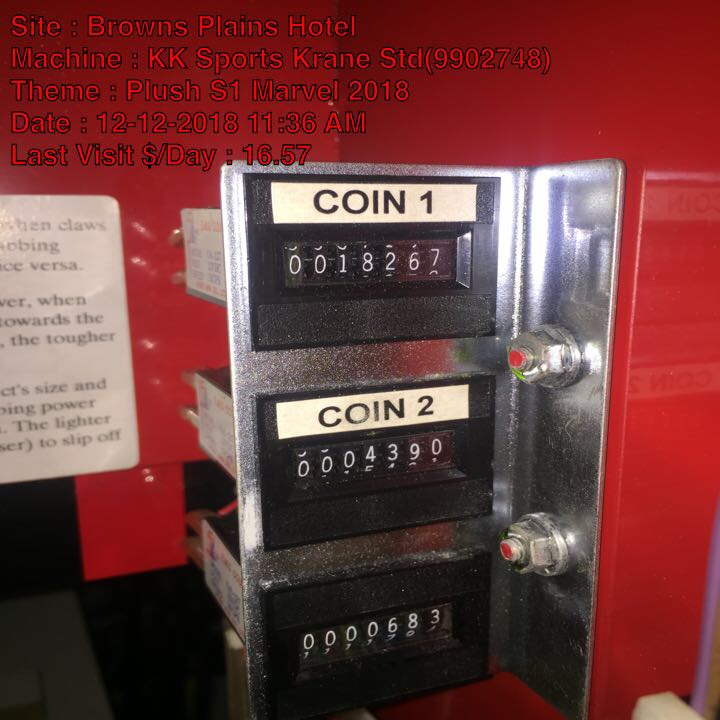 Site : Browns Plains Hotel
Machine : KK Sports Krane Std(9902748)
Theme : Plush S1 Marvel 2018
Date : 12-12-2018 11:36 AM
Last Visit $/Day : 16.57
when claws
ice versa.
ver, when
towards the
, the tougher
ct's size and
ping power
. The lighter
ser) to slip off
COIN 1
0018267
COIN 2
0004390
0000683